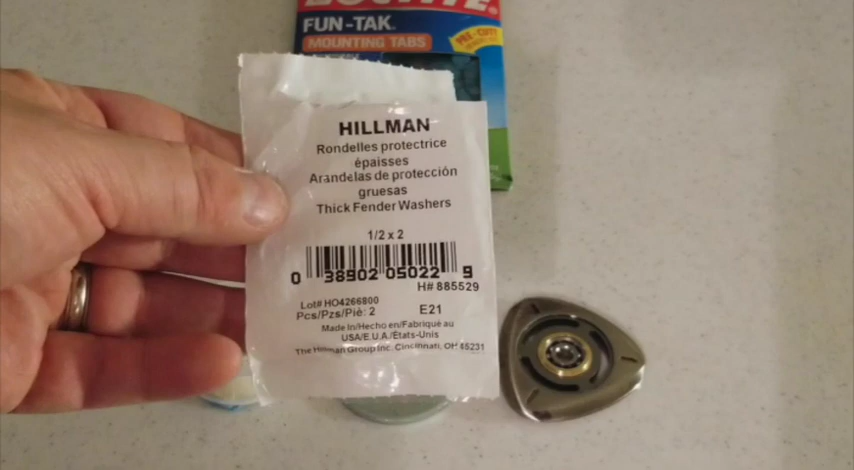 LOCTITE
FUN-TAK
MOUNTING TABS
PRE-CUT!
HILLMAN
Rondelles protectrice
épaisses
Arandelas de protección
gruesas
Thick Fender Washers
1/2 x 2
0 38902 05022 9
H# 885529
Lot# HO4266800
Pcs/Pzs/Piè: 2 E21
Made in/Hecho en/Fabriqué au
USA/E.U.A./États-Unis
The Hillman Group Inc. Cincinnati, OH 45231